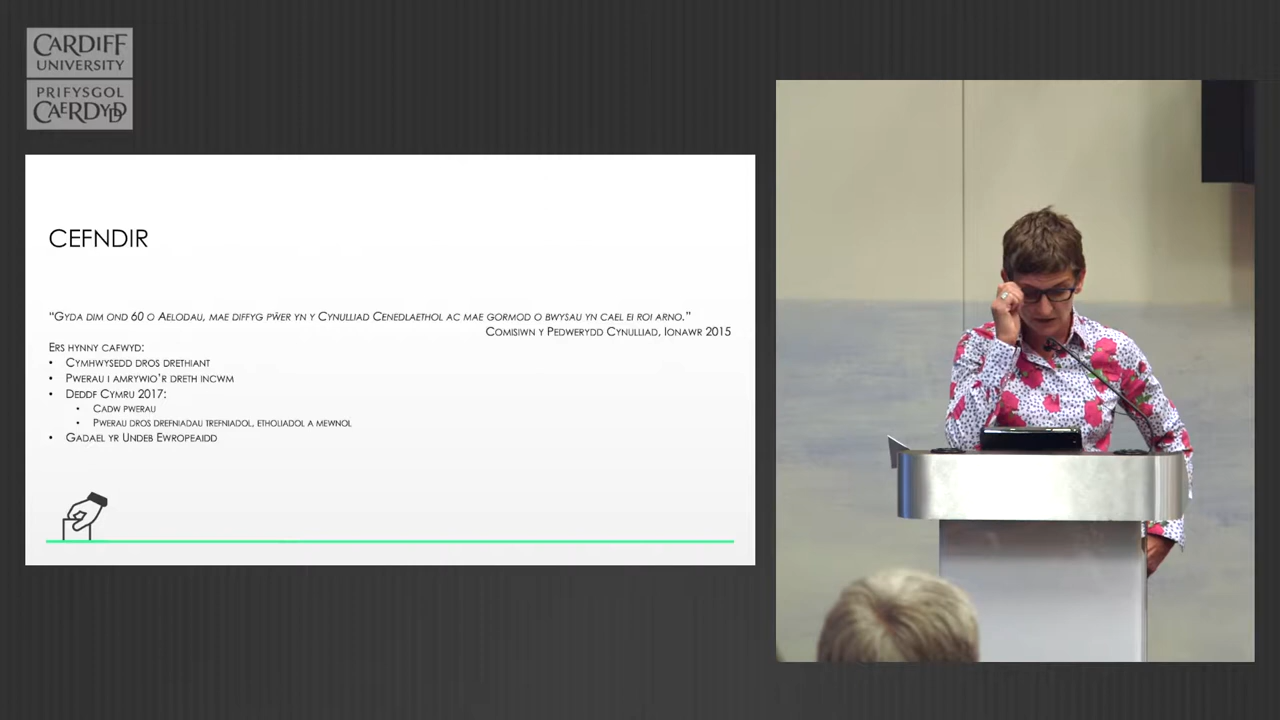 CARDIFF
UNIVERSITY
PRIFYSGOL
CAERDYDD
CEFNDIR
“GYDA DIM OND 60 O AELODAU, MAE DIFFYG PŴER YN Y CYNULLIAD CENEDLAETHOL AC MAE GORMOD O BWYSAU YN CAEL EI ROI ARNO.”
COMISIWN Y PEDWERYDD CYNULLIAD, IONAWR 2015
ERS HYNNY CAFWYD:
• CYMHWYSEDD DROS DRETHIANT
• PWERAU I AMRYWIO'R DRETH INCWM
• DEDDF CYMRU 2017:
• CADW PWERAU
• PWERAU DROS DREFNIADAU TREFNIADOL, ETHOLIADOL A MEWNOL
• GADAEL YR UNDEB EWROPEAIDD